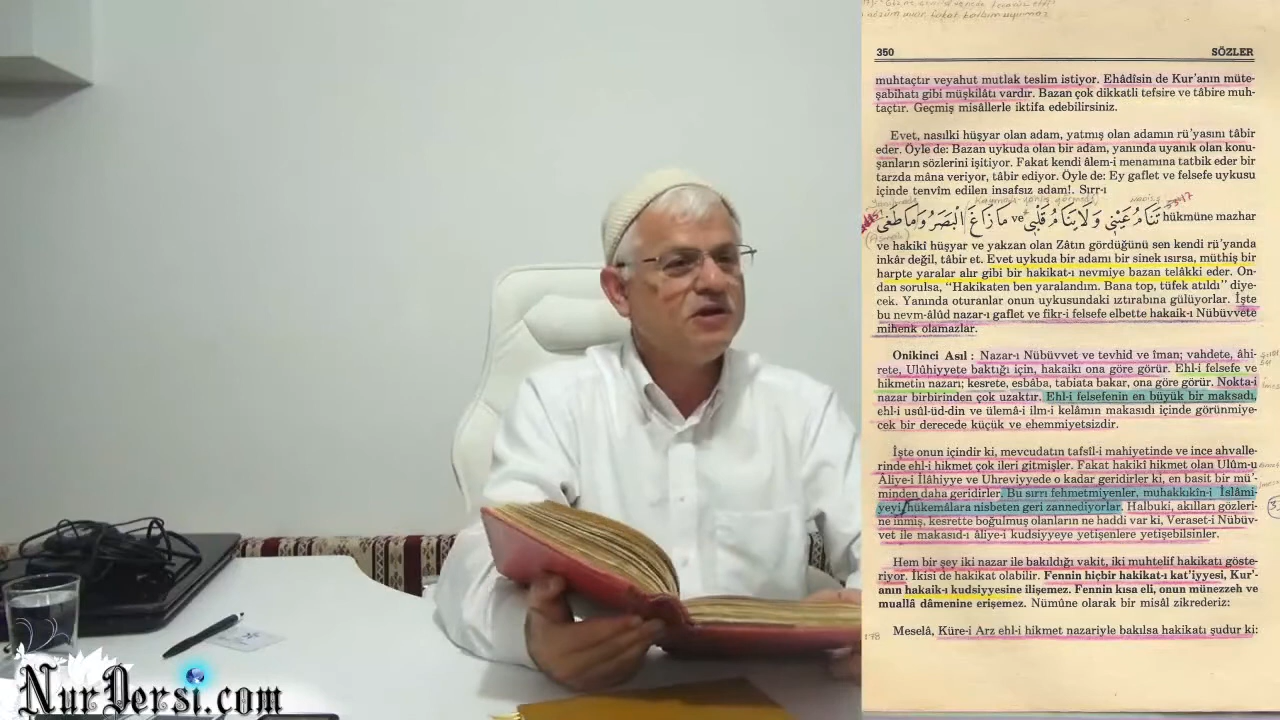 350 SÖZLER
muhtaçtır veyahut mutlak teslim istiyor. Ehâdîsin de Kur'anın müte-
şabihatı gibi müşkilâtı vardır. Bazan çok dikkatli tefsire ve tâbire muh-
taçtır. Geçmiş misâllerle iktifa edebilirsiniz.
Evet, nasılki hüşyar olan adam, yatmış olan adamın rü'yasını tâbir
eder. Öyle de: Bazan uykuda olan bir adam, yanında uyanık olan konu-
şanların sözlerini işitiyor. Fakat kendi âlem-i menamına tatbik eder bir
tarzda mâna veriyor, tâbir ediyor. Öyle de: Ey gaflet ve felsefe uykusu
içinde tenvîm edilen insafsız adam!. Sırr-ı
مَا زَاغَ الْبَصَرُ وَمَا طَغَى ve تَنَامُ عَيْنِى وَلَا يَنَامُ قَلْبِى hükmüne mazhar
ve hakikî hüşyar ve yakzan olan Zâtın gördüğünü sen kendi rü'yanda
inkâr değil, tâbir et. Evet uykuda bir adamı bir sinek ısırsa, müthiş bir
harpte yaralar alır gibi bir hakikat-ı nevmiye bazan telâkki eder. On-
dan sorulsa, "Hakikaten ben yaralandım. Bana top, tüfek atıldı" diye-
cek. Yanında oturanlar onun uykusundaki ıztırabına gülüyorlar. İşte
bu nevm-âlûd nazar-ı gaflet ve fikr-i felsefe elbette hakaik-ı Nübüvvete
mihenk olamazlar.
Onikinci Asıl : Nazar-ı Nübüvvet ve tevhid ve îman; vahdete, âhi-
rete, Ulûhiyyete baktığı için, hakaikı ona göre görür. Ehl-i felsefe ve
hikmetin nazarı; kesrete, esbâba, tabiata bakar, ona göre görür. Nokta-i
nazar birbirinden çok uzaktır. Ehl-i felsefenin en büyük bir maksadı,
ehl-i usûl-üd-din ve ülemâ-i ilm-i kelâmın makasıdı içinde görünmiye-
cek bir derecede küçük ve ehemmiyetsizdir.
İşte onun içindir ki, mevcudatın tafsîl-i mahiyetinde ve ince ahvalle-
rinde ehl-i hikmet çok ileri gitmişler. Fakat hakikî hikmet olan Ulûm-u
Âliye-i İlâhiyye ve Uhreviyyede o kadar geridirler ki, en basit bir mü'-
minden daha geridirler. Bu sırrı fehmetmiyenler, muhakkıkîn-i İslâmi-
yeyi, hükemâlara nisbeten geri zannediyorlar. Halbuki, akılları gözleri-
ne inmiş, kesrette boğulmuş olanların ne haddi var ki, Veraset-i Nübüv-
vet ile makasıd-ı âliye-i kudsiyyeye yetişenlere yetişebilsinler.
Hem bir şey iki nazar ile bakıldığı vakit, iki muhtelif hakikatı göste-
riyor. İkisi de hakikat olabilir. Fennin hiçbir hakikat-ı kat'iyyesi, Kur'-
anın hakaik-ı kudsiyyesine ilişemez. Fennin kısa eli, onun münezzeh ve
muallâ dâmenine erişemez. Nümûne olarak bir misâl zikrederiz:
Meselâ, Küre-i Arz ehl-i hikmet nazariyle bakılsa hakikatı şudur ki:
NurDersi.com